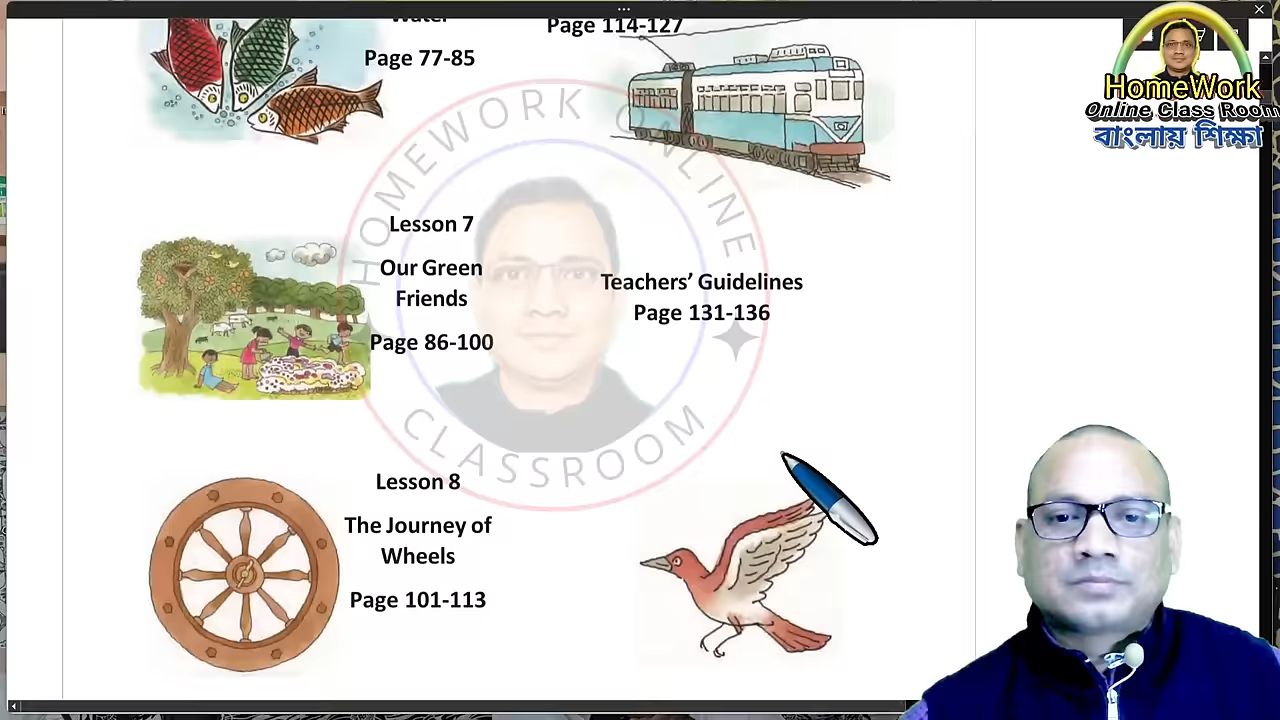 Water
Page 77-85
Page 114-127
Lesson 7
Our Green
Friends
Page 86-100
Teachers’ Guidelines
Page 131-136
Lesson 8
The Journey of
Wheels
Page 101-113
HOMEWORK ONLINE
CLASSROOM
HomeWork
Online Class Room
বাংলায় শিক্ষা